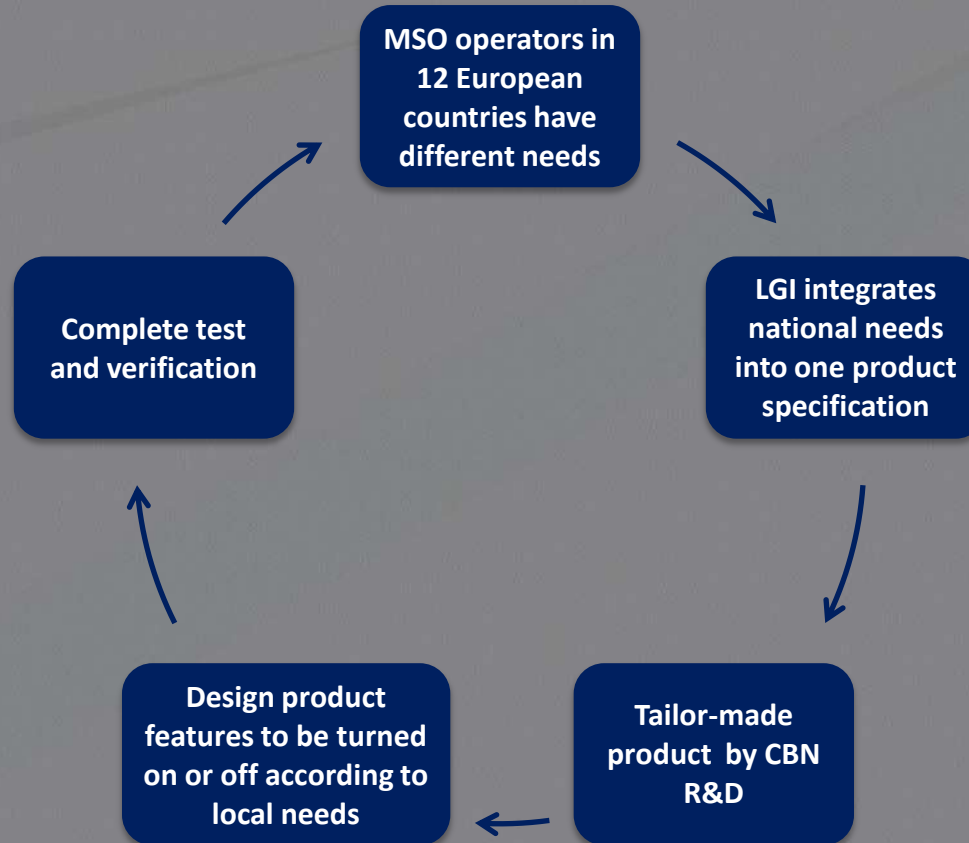 MSO operators in
12 European
countries have
different needs
LGI integrates
national needs
into one product
specification
Tailor-made
product  by CBN
R&D
Design product
features to be turned
on or off according to
local needs
Complete test
and verification